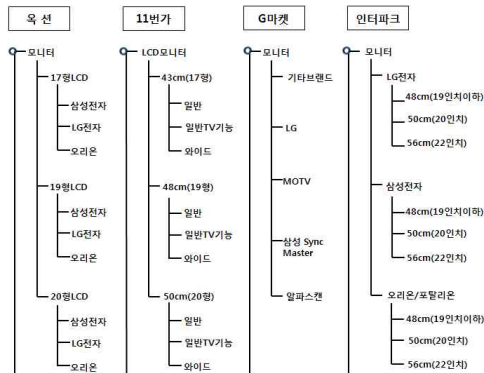 옥 션
모니터
17형LCD
삼성전자
LG전자
오리온
19형LCD
삼성전자
LG전자
오리온
20형LCD
삼성전자
LG전자
오리온
11번가
LCD모니터
43cm(17형)
일반
일반TV기능
와이드
48cm(19형)
일반
일반TV기능
와이드
50cm(20형)
일반
일반TV기능
와이드
G마켓
모니터
기타브랜드
LG
MOTV
삼성 Sync
Master
알파스캔
인터파크
모니터
LG전자
48cm(19인치이하)
50cm(20인치)
56cm(22인치)
삼성전자
48cm(19인치이하)
50cm(20인치)
56cm(22인치)
오리온/포탈리온
48cm(19인치이하)
50cm(20인치)
56cm(22인치)